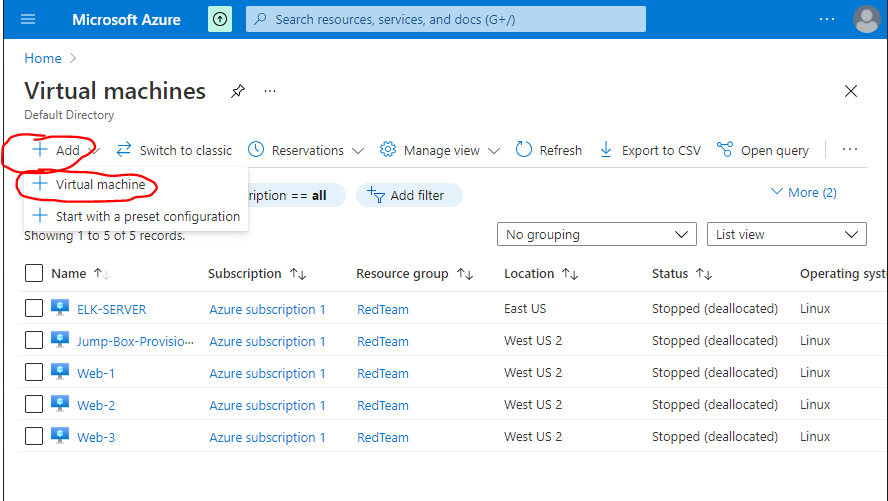 Microsoft Azure Search resources, services, and docs (G+/) ...
Home >
Virtual machines ...
Default Directory
+ Add Switch to classic Reservations Manage view Refresh Export to CSV Open query ...
+ Virtual machine
ription == all Add filter More (2)
+ Start with a preset configuration
Showing 1 to 5 of 5 records. No grouping List view
Name ↑↓ Subscription ↑↓ Resource group ↑↓ Location ↑↓ Status ↑↓ Operating syste
ELK-SERVER Azure subscription 1 RedTeam East US Stopped (deallocated) Linux
Jump-Box-Provisio... Azure subscription 1 RedTeam West US 2 Stopped (deallocated) Linux
Web-1 Azure subscription 1 RedTeam West US 2 Stopped (deallocated) Linux
Web-2 Azure subscription 1 RedTeam West US 2 Stopped (deallocated) Linux
Web-3 Azure subscription 1 RedTeam West US 2 Stopped (deallocated) Linux